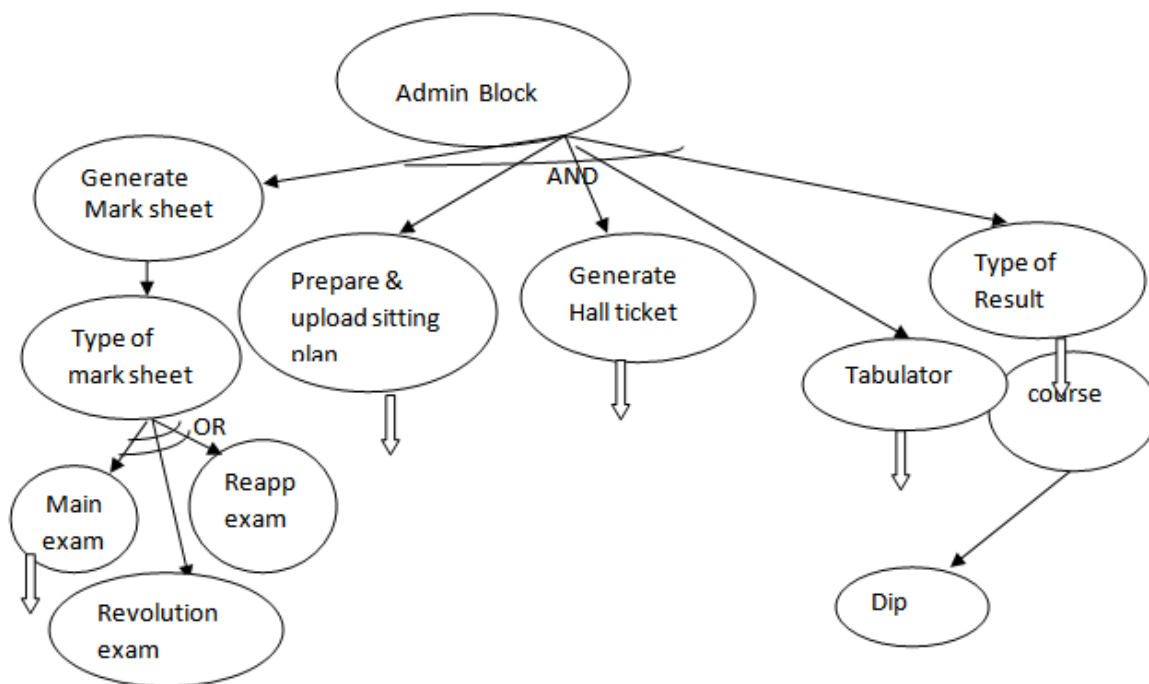 Admin Block
Generate
Mark sheet
AND
Prepare &
upload sitting
plan
Generate
Hall ticket
Type of
Result
Type of
mark sheet
Tabulator
course
OR
Main
exam
Reapp
exam
Revolution
exam
Dip